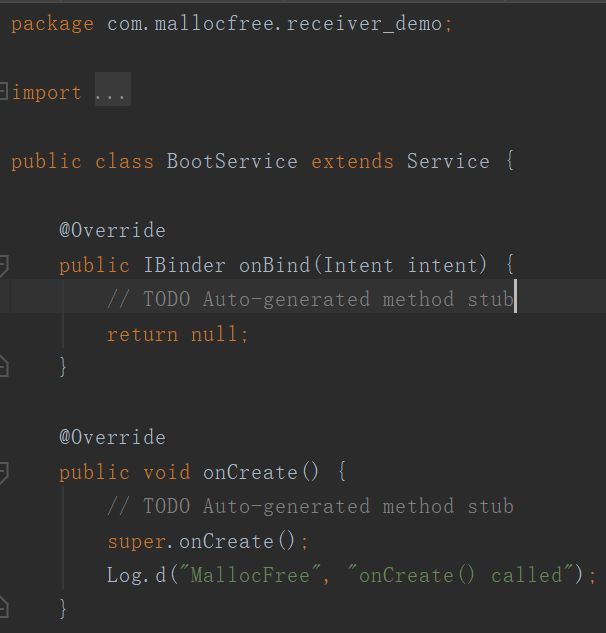 package com.mallocfree.receiver_demo;
import ...
public class BootService extends Service {
@Override
public IBinder onBind(Intent intent) {
// TODO Auto-generated method stub
return null;
}
@Override
public void onCreate() {
// TODO Auto-generated method stub
super.onCreate();
Log.d("MallocFree", "onCreate() called");
}